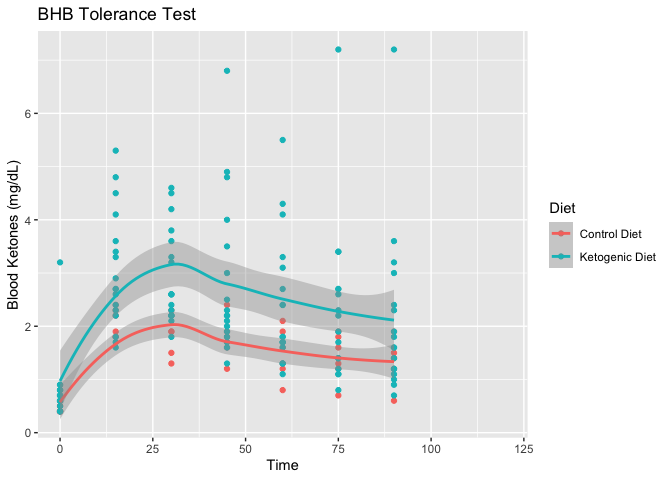 BHB Tolerance Test
Blood Ketones (mg/dL)
6
4
2
0
0
25
50
75
100
125
Time
Diet
Control Diet
Ketogenic Diet